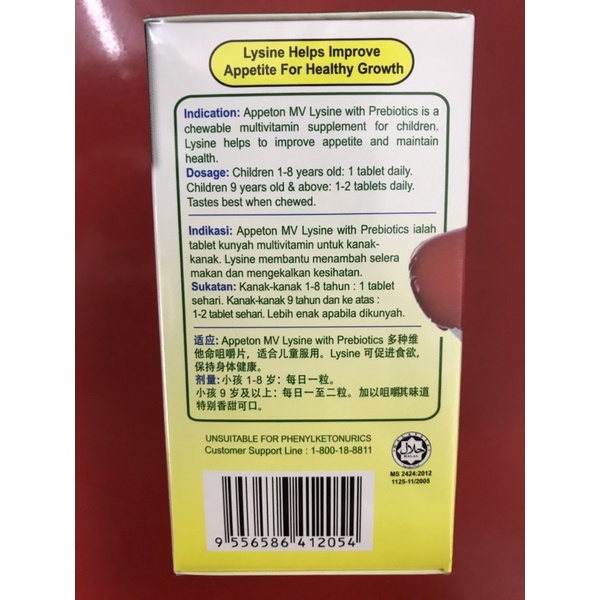 Lysine Helps Improve
Appetite For Healthy Growth
Indication: Appeton MV Lysine with Prebiotics is a
chewable multivitamin supplement for children.
Lysine helps to improve appetite and maintain
health.
Dosage: Children 1-8 years old: 1 tablet daily.
Children 9 years old & above: 1-2 tablets daily.
Tastes best when chewed.
Indikasi: Appeton MV Lysine with Prebiotics ialah
tablet kunyah multivitamin untuk kanak-
kanak. Lysine membantu menambah selera
makan dan mengekalkan kesihatan.
Sukatan: Kanak-kanak 1-8 tahun : 1 tablet
sehari. Kanak-kanak 9 tahun dan ke atas :
1-2 tablet sehari. Lebih enak apabila dikunyah.
适应: Appeton MV Lysine with Prebiotics 多种维
他命咀嚼片，适合儿童服用。Lysine 可促进食欲，
保持身体健康。
剂量: 小孩 1-8 岁：每日一粒。
小孩 9 岁及以上：每日一至二粒。加以咀嚼其味道
特别香甜可口。
UNSUITABLE FOR PHENYLKETONURICS
Customer Support Line : 1-800-18-8811
حلال
HALAL
MS 2424:2012
1125-11/2005
9 556586 412054